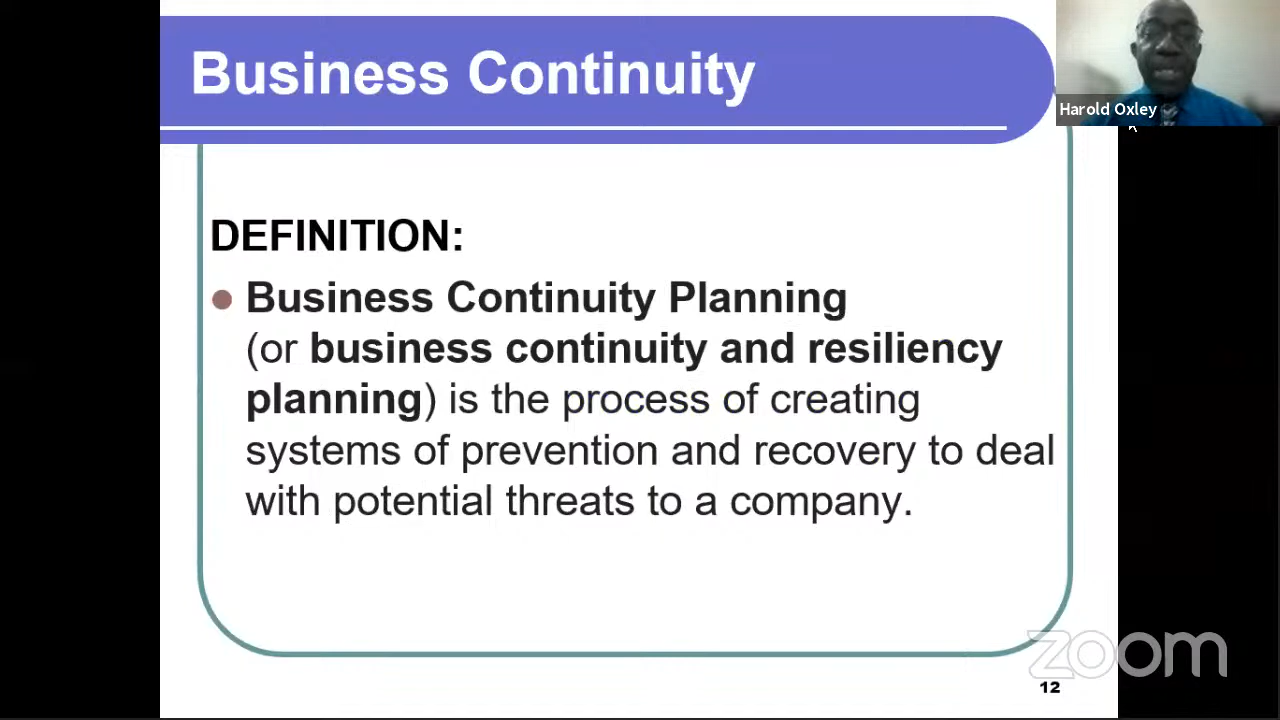 Business Continuity
Harold Oxley
DEFINITION:
Business Continuity Planning
(or business continuity and resiliency
planning) is the process of creating
systems of prevention and recovery to deal
with potential threats to a company.
zoom
12